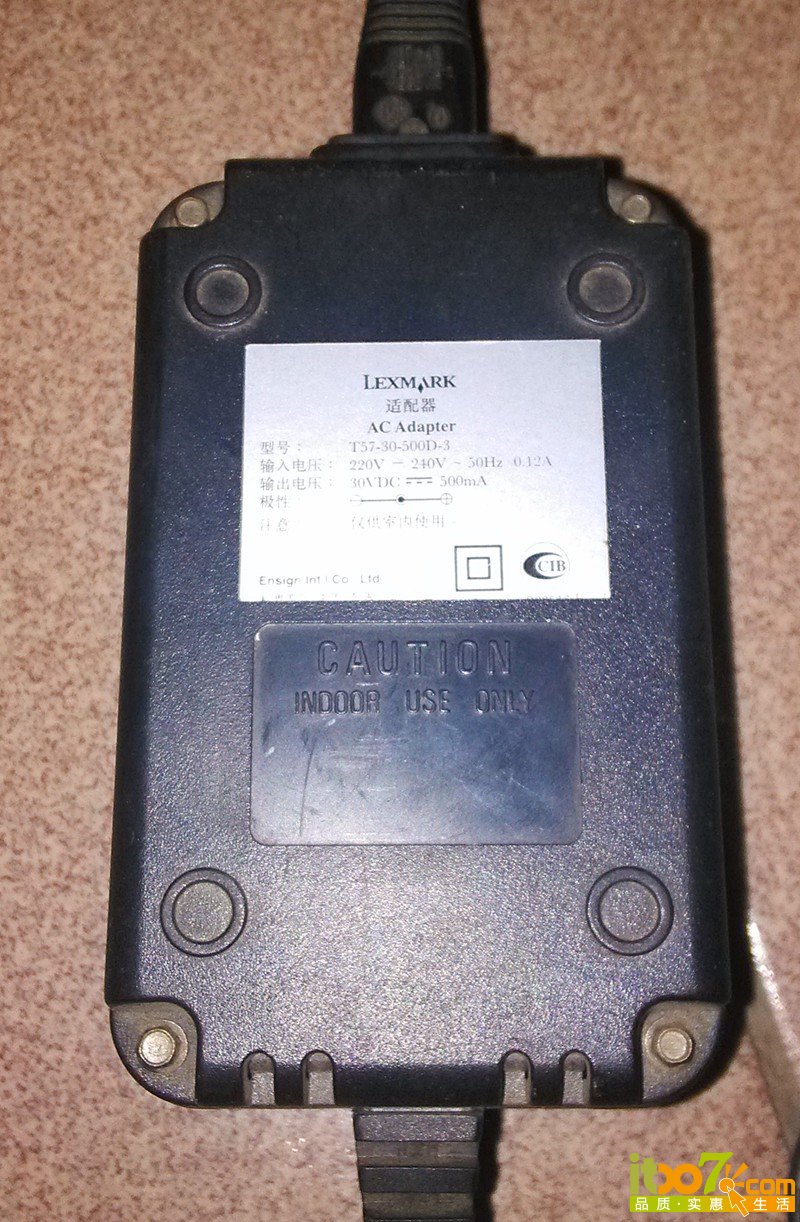 LEXMARK
适配器
AC Adapter
型号： T57-30-500D-3
输入电压： 220V － 240V ~ 50Hz 0.12A
输出电压： 30VDC ⎓ 500mA
极性
注意： 仅供室内使用。
Ensign Int'l Co., Ltd.
CIB
CAUTION
INDOOR USE ONLY
itbo7.com
品质·实惠·生活